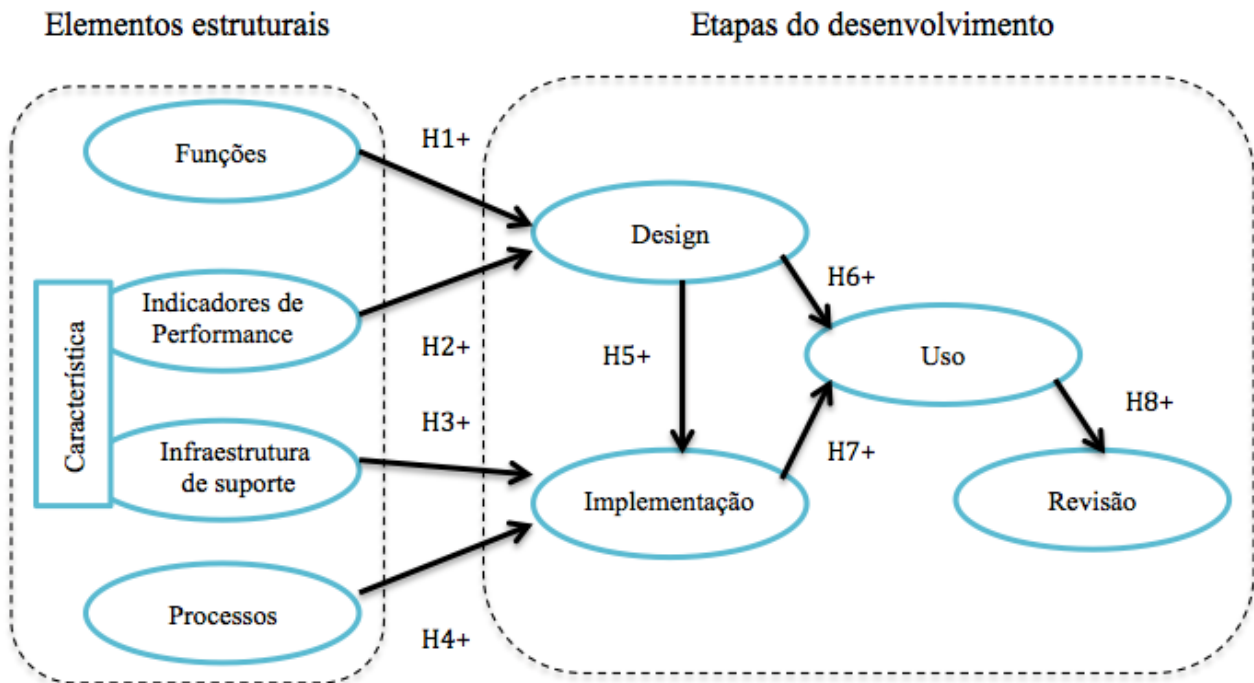 Elementos estruturais
Etapas do desenvolvimento
Funções
Indicadores de
Performance
Característica
Infraestrutura
de suporte
Processos
H1+
H2+
H3+
H4+
Design
H5+
Implementação
H6+
Uso
H7+
H8+
Revisão